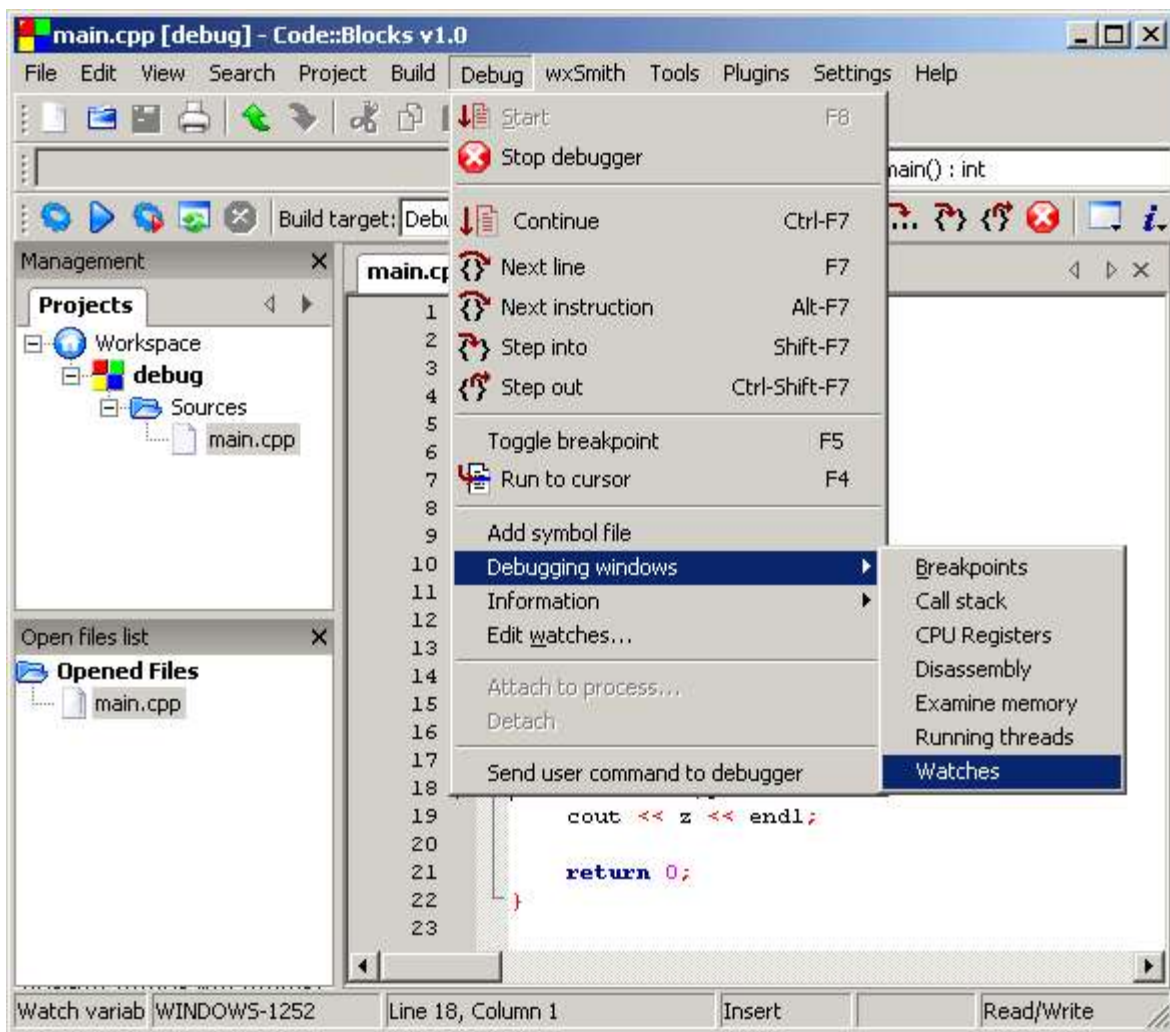 main.cpp [debug] - Code::Blocks v1.0
File Edit View Search Project Build Debug wxSmith Tools Plugins Settings Help
Start F8
Stop debugger
main() : int
Build target:
Continue Ctrl-F7
Management
Next line F7
Projects
Next instruction Alt-F7
Workspace
Step into Shift-F7
debug
Step out Ctrl-Shift-F7
Sources
main.cpp
Toggle breakpoint F5
Run to cursor F4
Add symbol file
Debugging windows
Information
Edit watches...
Attach to process...
Detach
Send user command to debugger
Breakpoints
Call stack
CPU Registers
Disassembly
Examine memory
Running threads
Watches
Open files list
Opened Files
main.cpp
1
2
3
4
5
6
7
8
9
10
11
12
13
14
15
16
17
18
19 cout << z << endl;
20
21 return 0;
22 }
23
Watch variab WINDOWS-1252 Line 18, Column 1 Insert Read/Write